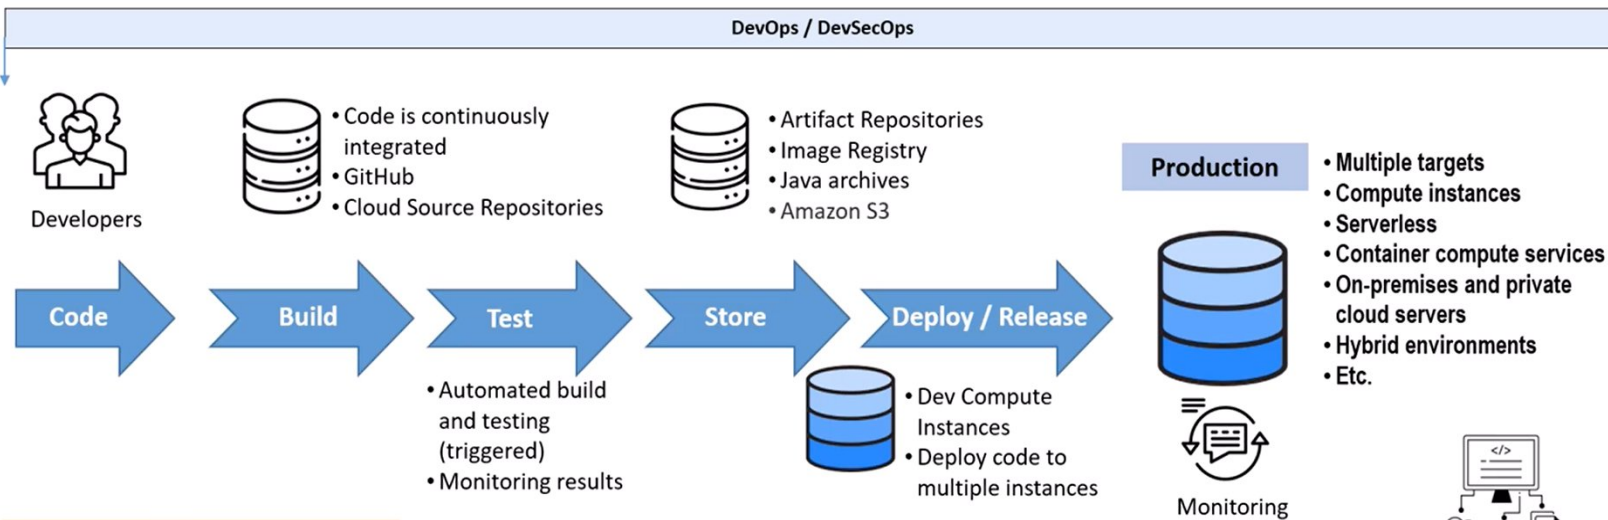 DevOps / DevSecOps
Developers
• Code is continuously
integrated
• GitHub
• Cloud Source Repositories
• Artifact Repositories
• Image Registry
• Java archives
• Amazon S3
Production
• Multiple targets
• Compute instances
• Serverless
• Container compute services
• On-premises and private
cloud servers
• Hybrid environments
• Etc.
Code
Build
Test
Store
Deploy / Release
• Automated build
and testing
(triggered)
• Monitoring results
• Dev Compute
Instances
• Deploy code to
multiple instances
Monitoring
</>